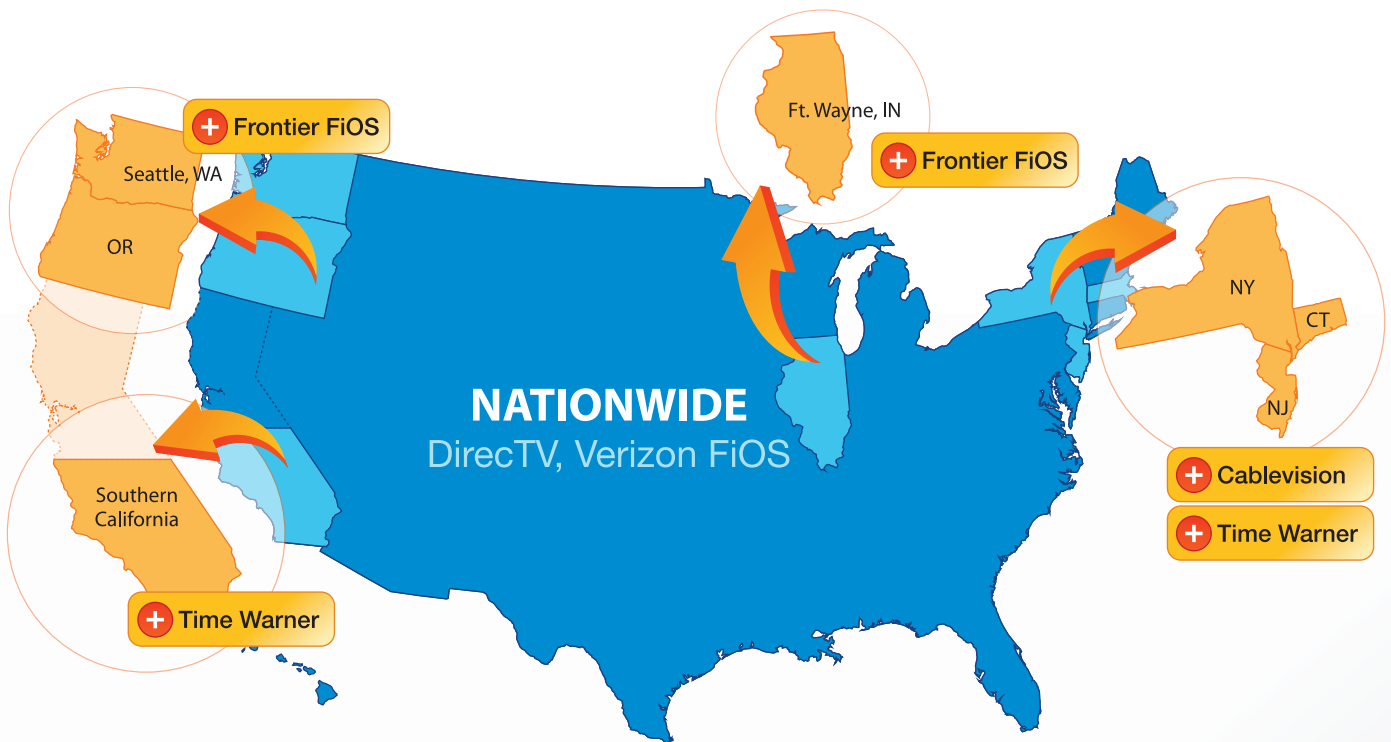 Frontier FiOS
Seattle, WA
OR
Ft. Wayne, IN
Frontier FiOS
NY
CT
NJ
Cablevision
Time Warner
NATIONWIDE
DirecTV, Verizon FiOS
Southern
California
Time Warner